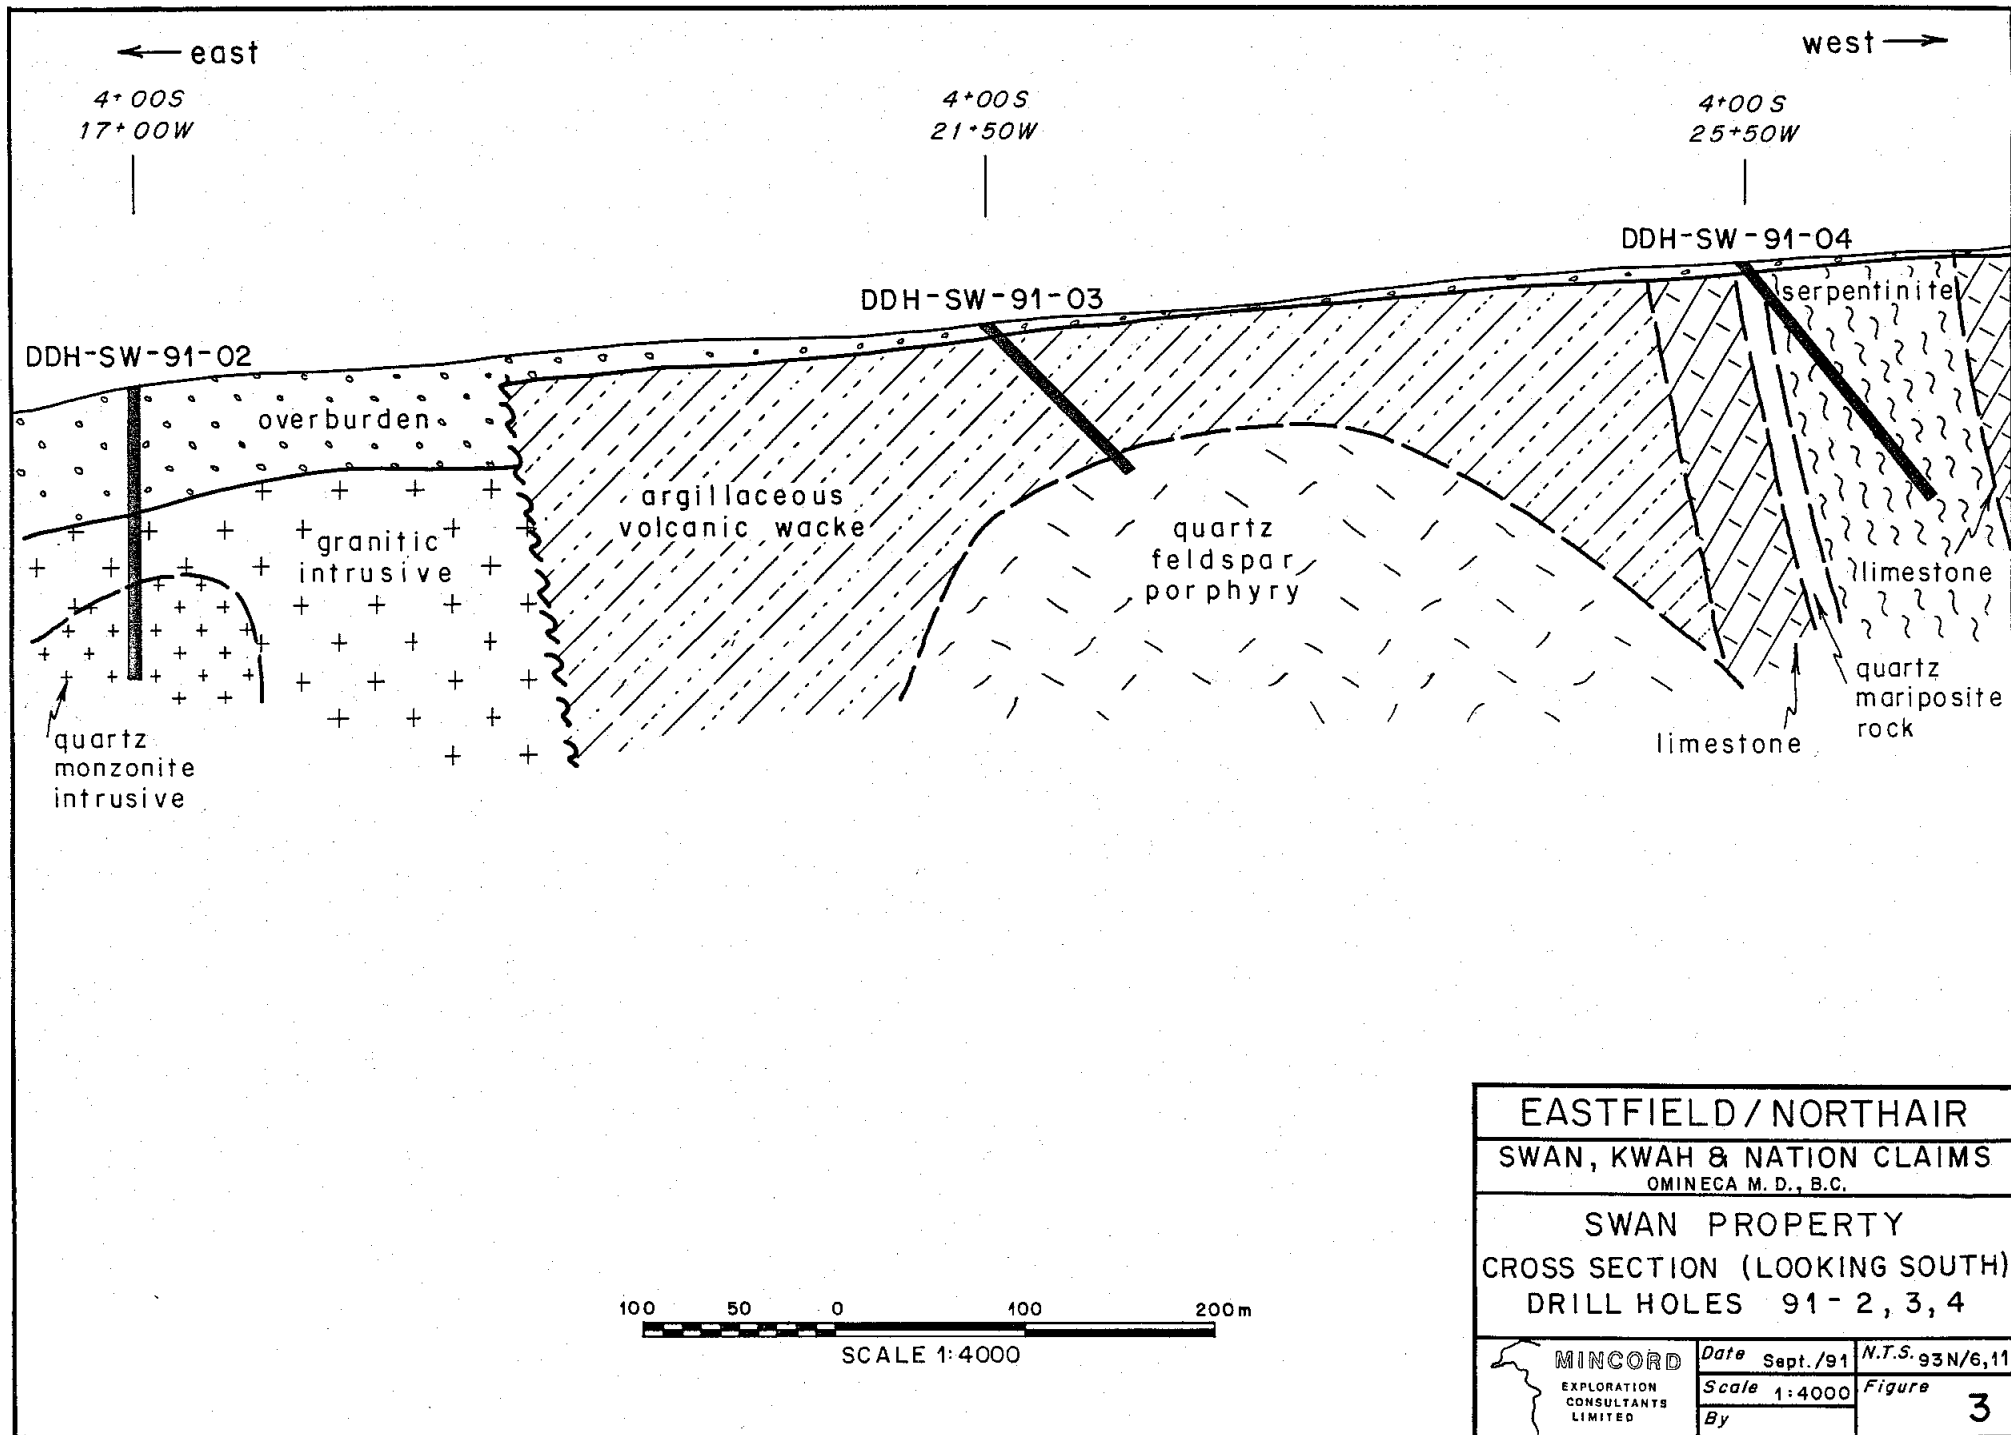 ← east
west →
4+00S
17+00W
4+00S
21+50W
4+00S
25+50W
DDH-SW-91-04
DDH-SW-91-03
DDH-SW-91-02
serpentinite
overburden
argillaceous
volcanic wacke
granitic
intrusive
quartz
feldspar
porphyry
limestone
quartz
mariposite
rock
limestone
quartz
monzonite
intrusive
100 50 0 100 200m
SCALE 1:4000
EASTFIELD/NORTHAIR
SWAN, KWAH & NATION CLAIMS
OMINECA M. D., B.C.
SWAN PROPERTY
CROSS SECTION (LOOKING SOUTH)
DRILL HOLES 91-2, 3, 4
MINCORD
EXPLORATION
CONSULTANTS
LIMITED
Date Sept./91
N.T.S. 93N/6,11
Scale 1:4000
Figure 3
By